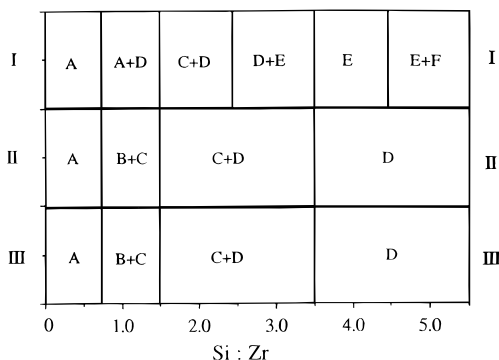 I A A+D C+D D+E E E+F I
II A B+C C+D D II
III A B+C C+D D III
0 1.0 2.0 3.0 4.0 5.0
Si : Zr